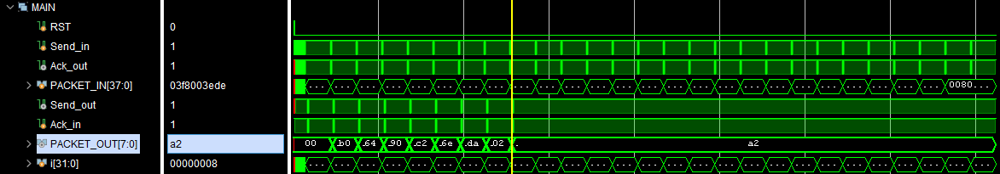 MAIN
RST 0
Send_in 1
Ack_out 1
PACKET_IN[37:0] 03f8003ede ... ... ... ... ... ... ... ... ... ... ... ... ... ... ... ... ... ... ... ... ... ... ... ... ... 0080 ...
Send_out 1
Ack_in 1
PACKET_OUT[7:0] a2 00 .b0 .64 .90 .c2 .6e .da .02 . a2
i[31:0] 00000008 ... ... ... ... ... ... ... ... ... ... ... ... ... ... ... ... ... ... ... ... ... ... ... ... ... ... ...